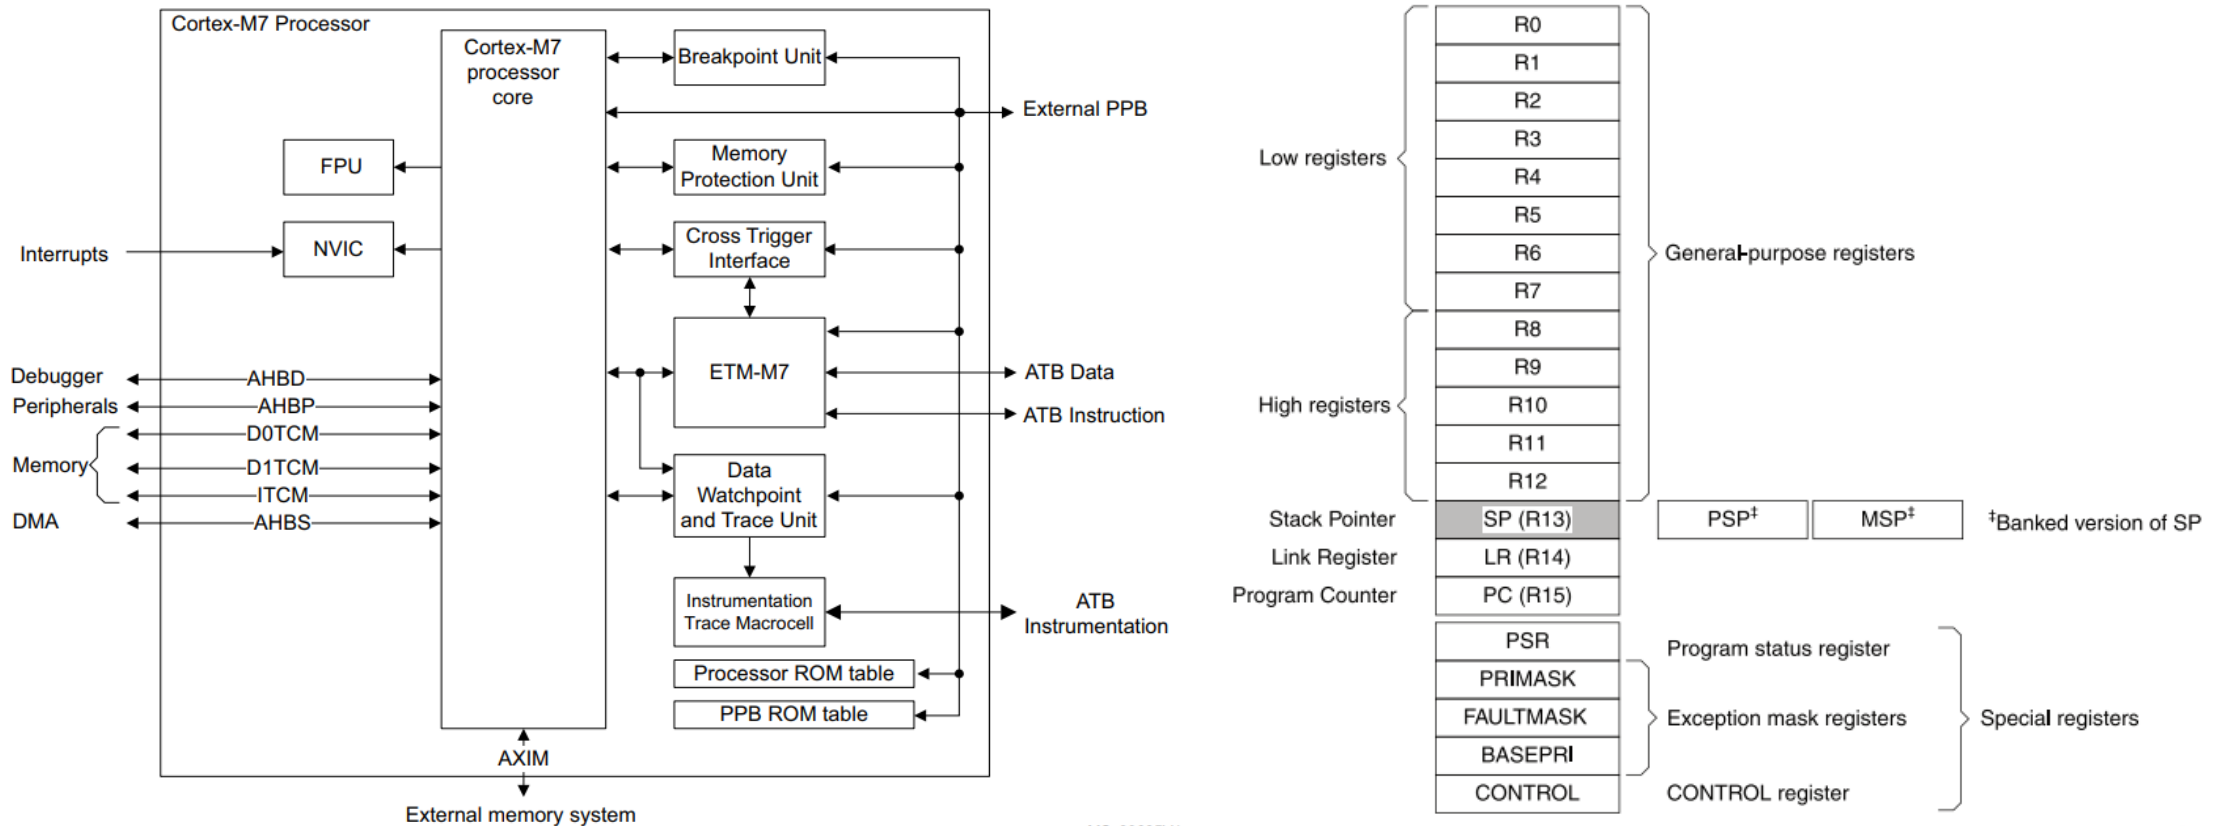 Cortex-M7 Processor
Cortex-M7
processor
core
Breakpoint Unit
External PPB
FPU
Memory
Protection Unit
Interrupts
NVIC
Cross Trigger
Interface
Debugger
AHBD
Peripherals
AHBP
ETM-M7
ATB Data
ATB Instruction
Memory
D0TCM
D1TCM
ITCM
DMA
AHBS
Data
Watchpoint
and Trace Unit
Instrumentation
Trace Macrocell
ATB
Instrumentation
Processor ROM table
PPB ROM table
AXIM
External memory system
Low registers
R0
R1
R2
R3
R4
R5
R6
R7
General-purpose registers
High registers
R8
R9
R10
R11
R12
Stack Pointer
SP (R13)
PSP‡
MSP‡
‡Banked version of SP
Link Register
LR (R14)
Program Counter
PC (R15)
PSR
Program status register
PRIMASK
FAULTMASK
BASEPRI
Exception mask registers
Special registers
CONTROL
CONTROL register